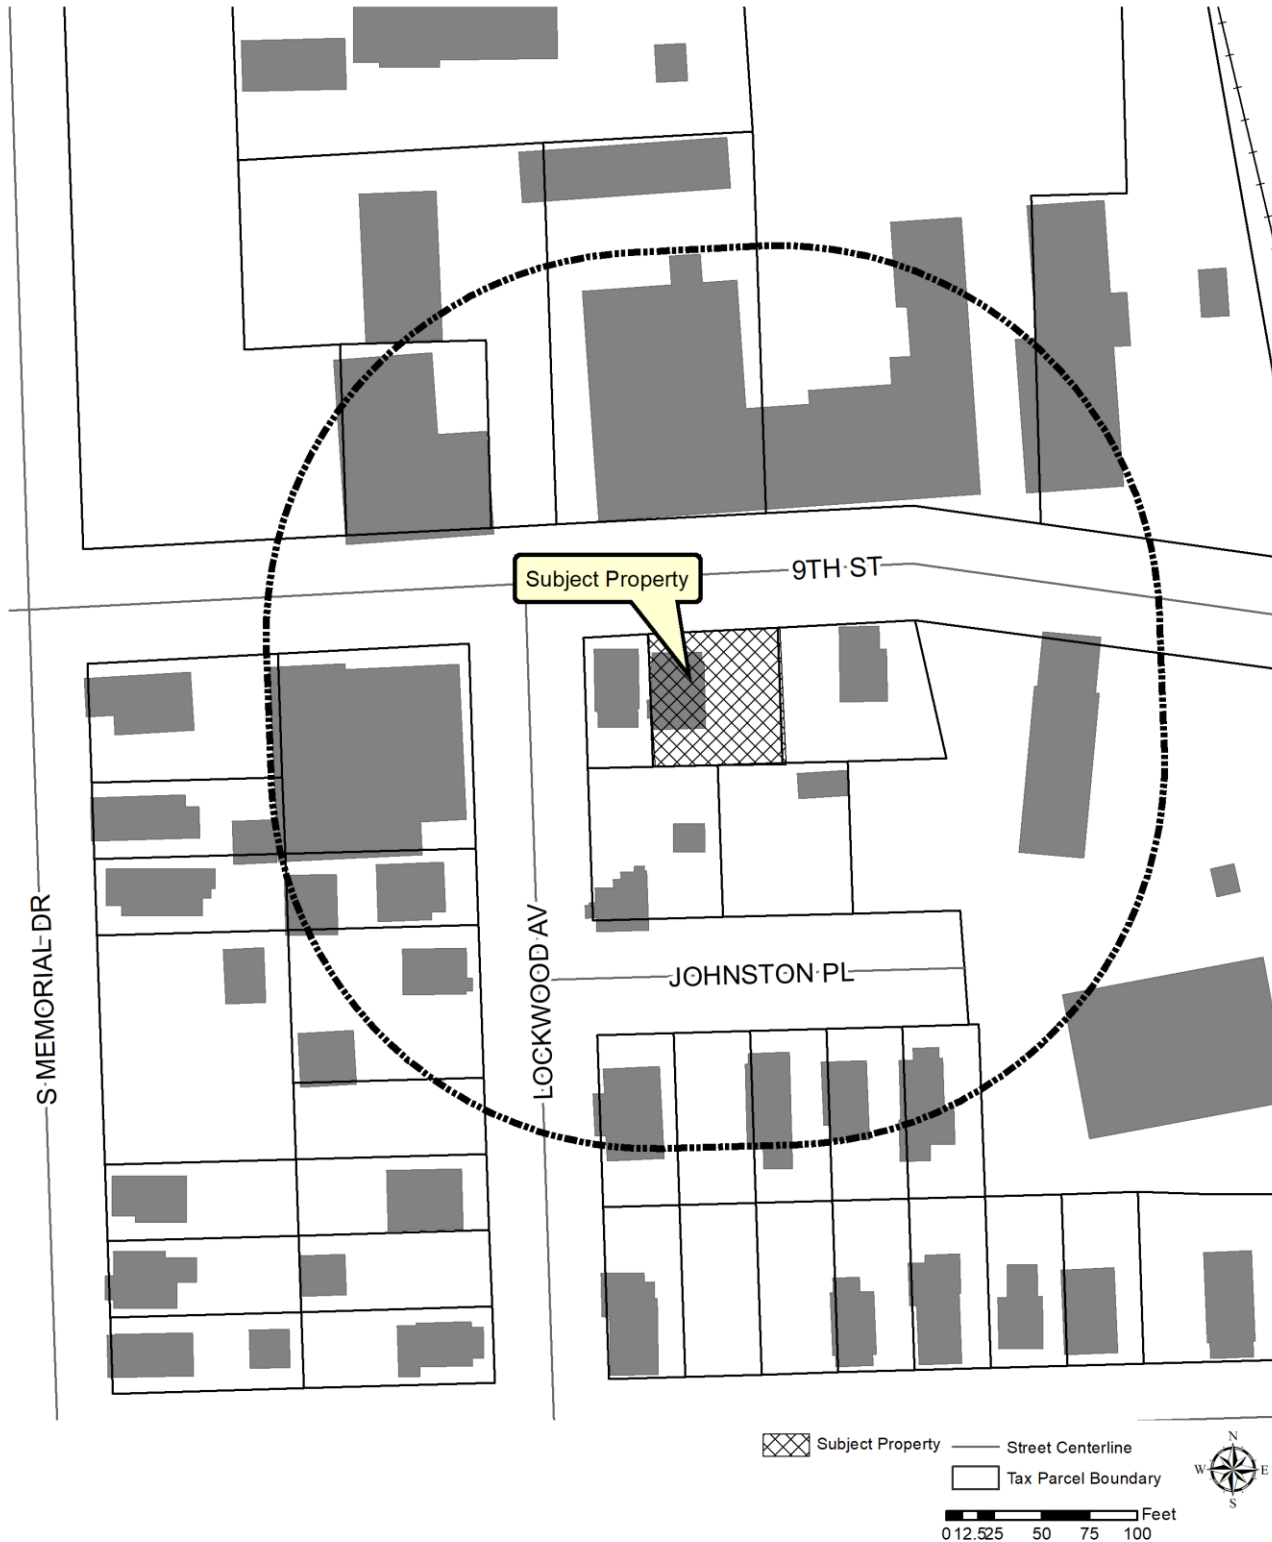 9TH ST
Subject Property
S MEMORIAL DR
LOCKWOOD AV
JOHNSTON PL
Subject Property
Street Centerline
Tax Parcel Boundary
N
W E
S
Feet
0 12.5 25 50 75 100